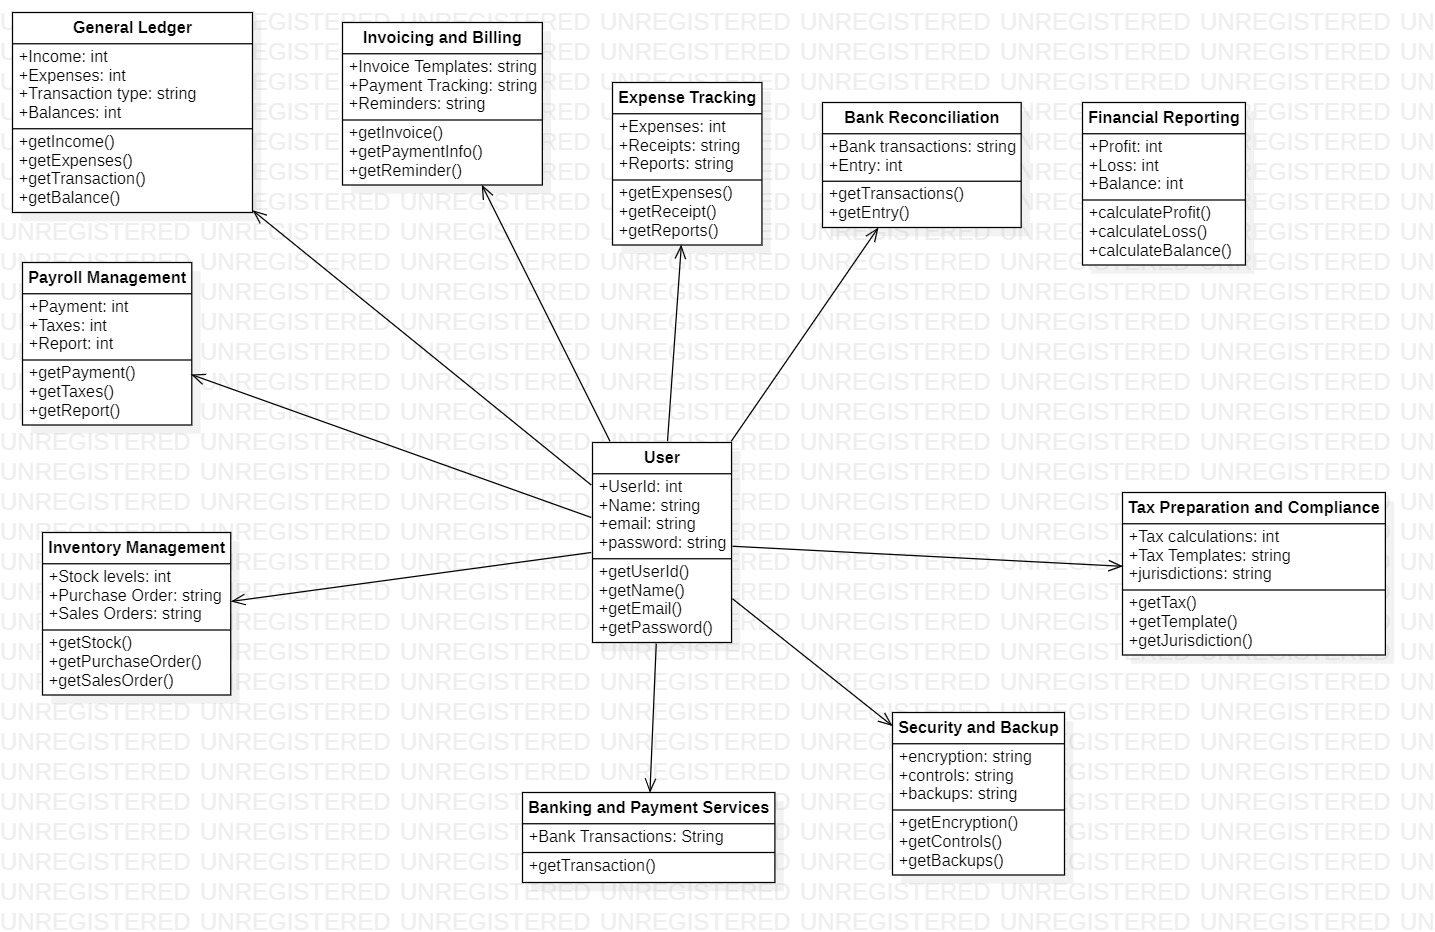 General Ledger
+Income: int
+Expenses: int
+Transaction type: string
+Balances: int
+getIncome()
+getExpenses()
+getTransaction()
+getBalance()
Invoicing and Billing
+Invoice Templates: string
+Payment Tracking: string
+Reminders: string
+getInvoice()
+getPaymentInfo()
+getReminder()
Expense Tracking
+Expenses: int
+Receipts: string
+Reports: string
+getExpenses()
+getReceipt()
+getReports()
Bank Reconciliation
+Bank transactions: string
+Entry: int
+getTransactions()
+getEntry()
Financial Reporting
+Profit: int
+Loss: int
+Balance: int
+calculateProfit()
+calculateLoss()
+calculateBalance()
Payroll Management
+Payment: int
+Taxes: int
+Report: int
+getPayment()
+getTaxes()
+getReport()
User
+UserId: int
+Name: string
+email: string
+password: string
+getUserId()
+getName()
+getEmail()
+getPassword()
Inventory Management
+Stock levels: int
+Purchase Order: string
+Sales Orders: string
+getStock()
+getPurchaseOrder()
+getSalesOrder()
Tax Preparation and Compliance
+Tax calculations: int
+Tax Templates: string
+jurisdictions: string
+getTax()
+getTemplate()
+getJurisdiction()
Security and Backup
+encryption: string
+controls: string
+backups: string
+getEncryption()
+getControls()
+getBackups()
Banking and Payment Services
+Bank Transactions: String
+getTransaction()
UNREGISTERED